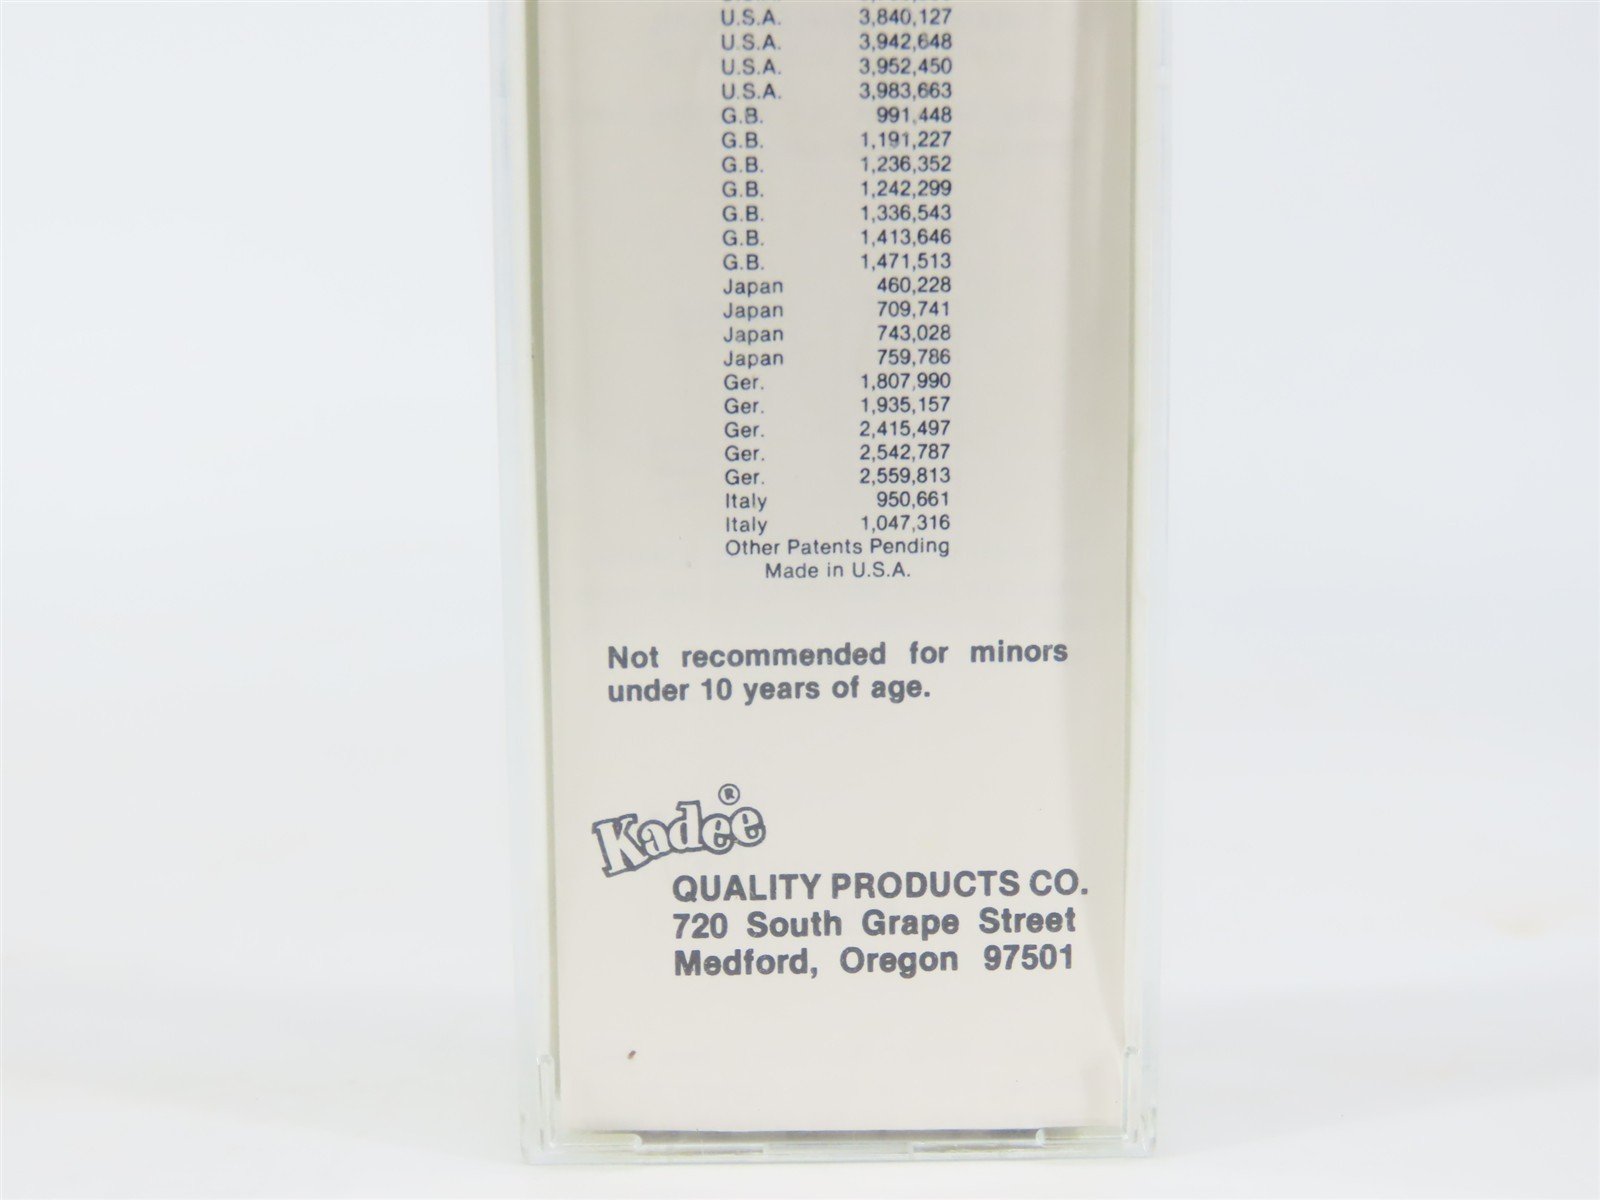 U.S.A. 3,840,127
U.S.A. 3,942,648
U.S.A. 3,952,450
U.S.A. 3,983,663
G.B. 991,448
G.B. 1,191,227
G.B. 1,236,352
G.B. 1,242,299
G.B. 1,336,543
G.B. 1,413,646
G.B. 1,471,513
Japan 460,228
Japan 709,741
Japan 743,028
Japan 759,786
Ger. 1,807,990
Ger. 1,935,157
Ger. 2,415,497
Ger. 2,542,787
Ger. 2,559,813
Italy 950,661
Italy 1,047,316
Other Patents Pending
Made in U.S.A.
Not recommended for minors
under 10 years of age.
Kadee®
QUALITY PRODUCTS CO.
720 South Grape Street
Medford, Oregon 97501